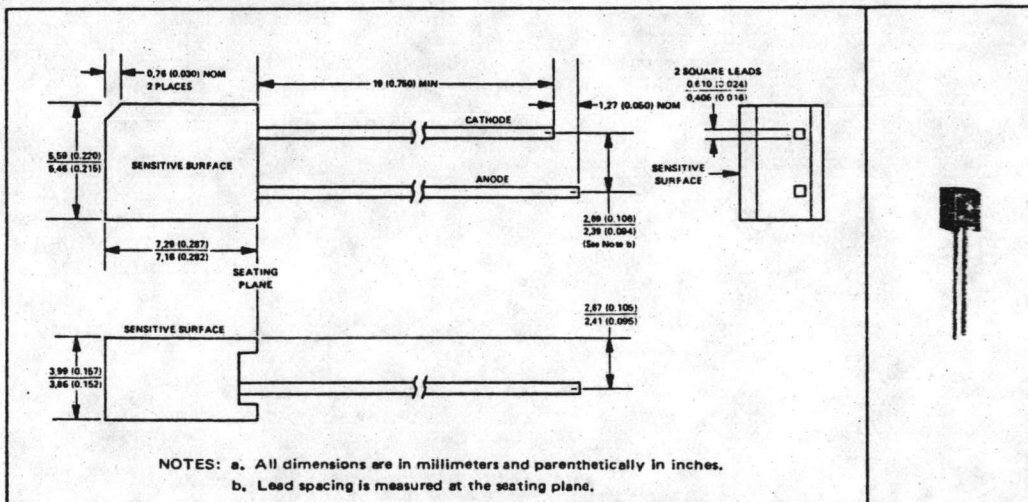 0,76 (0.030) NOM
2 PLACES
19 (0.750) MIN
1,27 (0.050) NOM
CATHODE
5,59 (0.220)
5,46 (0.215)
SENSITIVE SURFACE
ANODE
2,69 (0.106)
2,39 (0.094)
(See Note b)
7,29 (0.287)
7,16 (0.282)
SEATING
PLANE
2 SQUARE LEADS
0,610 (0.024)
0,406 (0.016)
SENSITIVE
SURFACE
SENSITIVE SURFACE
2,67 (0.105)
2,41 (0.095)
3,99 (0.157)
3,86 (0.152)
NOTES: a. All dimensions are in millimeters and parenthetically in inches.
b. Lead spacing is measured at the seating plane.